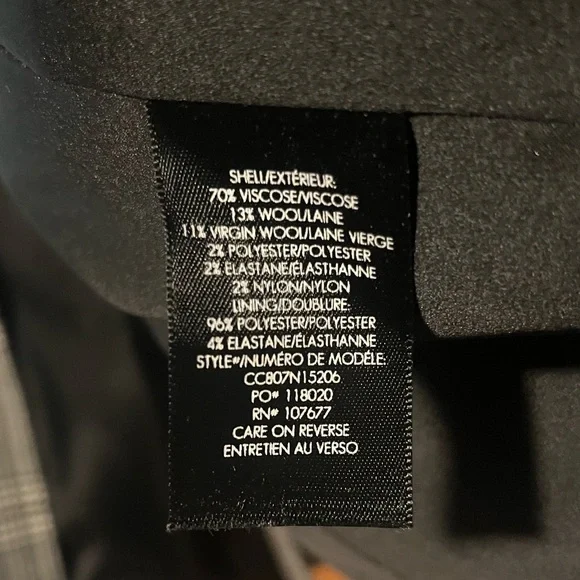 SHELL/EXTÉRIEUR:
70% VISCOSE/VISCOSE
13% WOOL/LAINE
11% VIRGIN WOOL/LAINE VIERGE
2% POLYESTER/POLYESTER
2% ELASTANE/ÉLASTHANNE
2% NYLON/NYLON
LINING/DOUBLURE:
96% POLYESTER/POLYESTER
4% ELASTANE/ÉLASTHANNE
STYLE#/NUMÉRO DE MODÉLE:
CC807N15206
PO# 118020
RN# 107677
CARE ON REVERSE
ENTRETIEN AU VERSO